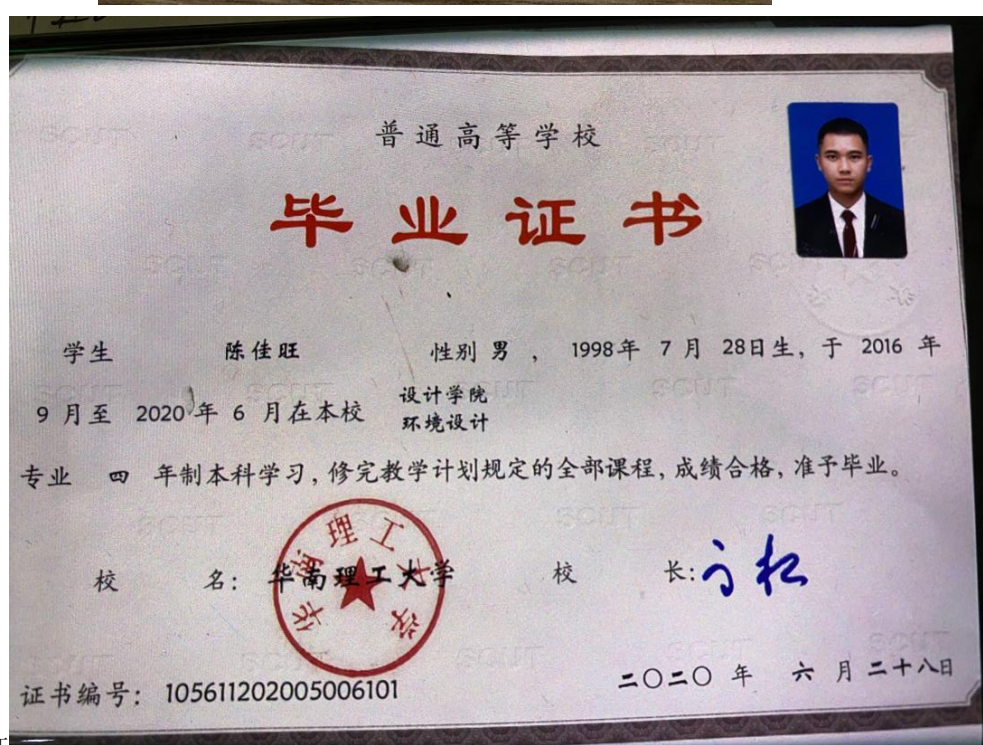 普通高等学校
毕业证书
学生 陈佳旺 性别 男 ， 1998年 7 月 28日生，于 2016 年
9 月至 2020 年 6 月在本校 设计学院
环境设计
专业 四 年制本科学习，修完教学计划规定的全部课程，成绩合格，准予毕业。
校 名： 华南理工大学 校 长：
证书编号： 105611202005006101 二〇二〇 年 六 月 二十八日